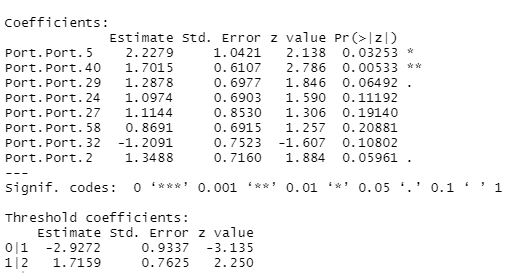 Coefficients:
Estimate Std. Error z value Pr(>|z|)
Port.Port.5 2.2279 1.0421 2.138 0.03253 *
Port.Port.40 1.7015 0.6107 2.786 0.00533 **
Port.Port.29 1.2878 0.6977 1.846 0.06492 .
Port.Port.24 1.0974 0.6903 1.590 0.11192
Port.Port.27 1.1144 0.8530 1.306 0.19140
Port.Port.58 0.8691 0.6915 1.257 0.20881
Port.Port.32 -1.2091 0.7523 -1.607 0.10802
Port.Port.2 1.3488 0.7160 1.884 0.05961 .
---
Signif. codes: 0 ‘***’ 0.001 ‘**’ 0.01 ‘*’ 0.05 ‘.’ 0.1 ‘ ’ 1
Threshold coefficients:
Estimate Std. Error z value
0|1 -2.9272 0.9337 -3.135
1|2 1.7159 0.7625 2.250